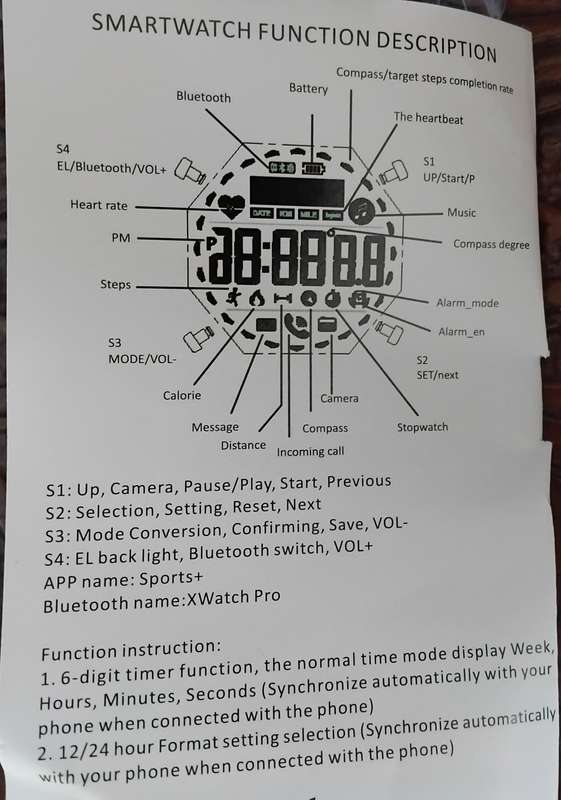 SMARTWATCH FUNCTION DESCRIPTION
Compass/target steps completion rate
Battery
Bluetooth
The heartbeat
S4
EL/Bluetooth/VOL+
S1
UP/Start/P
Heart rate
Music
DATE
MILE
PM
P
Compass degree
18:88 8.8
Steps
Alarm_mode
Alarm_en
S3
MODE/VOL-
S2
SET/next
Calorie
Camera
Message
Compass
Stopwatch
Distance
Incoming call
S1: Up, Camera, Pause/Play, Start, Previous
S2: Selection, Setting, Reset, Next
S3: Mode Conversion, Confirming, Save, VOL-
S4: EL back light, Bluetooth switch, VOL+
APP name: Sports+
Bluetooth name:XWatch Pro
Function instruction:
1. 6-digit timer function, the normal time mode display Week,
Hours, Minutes, Seconds (Synchronize automatically with your
phone when connected with the phone)
2. 12/24 hour Format setting selection (Synchronize automatically
with your phone when connected with the phone)